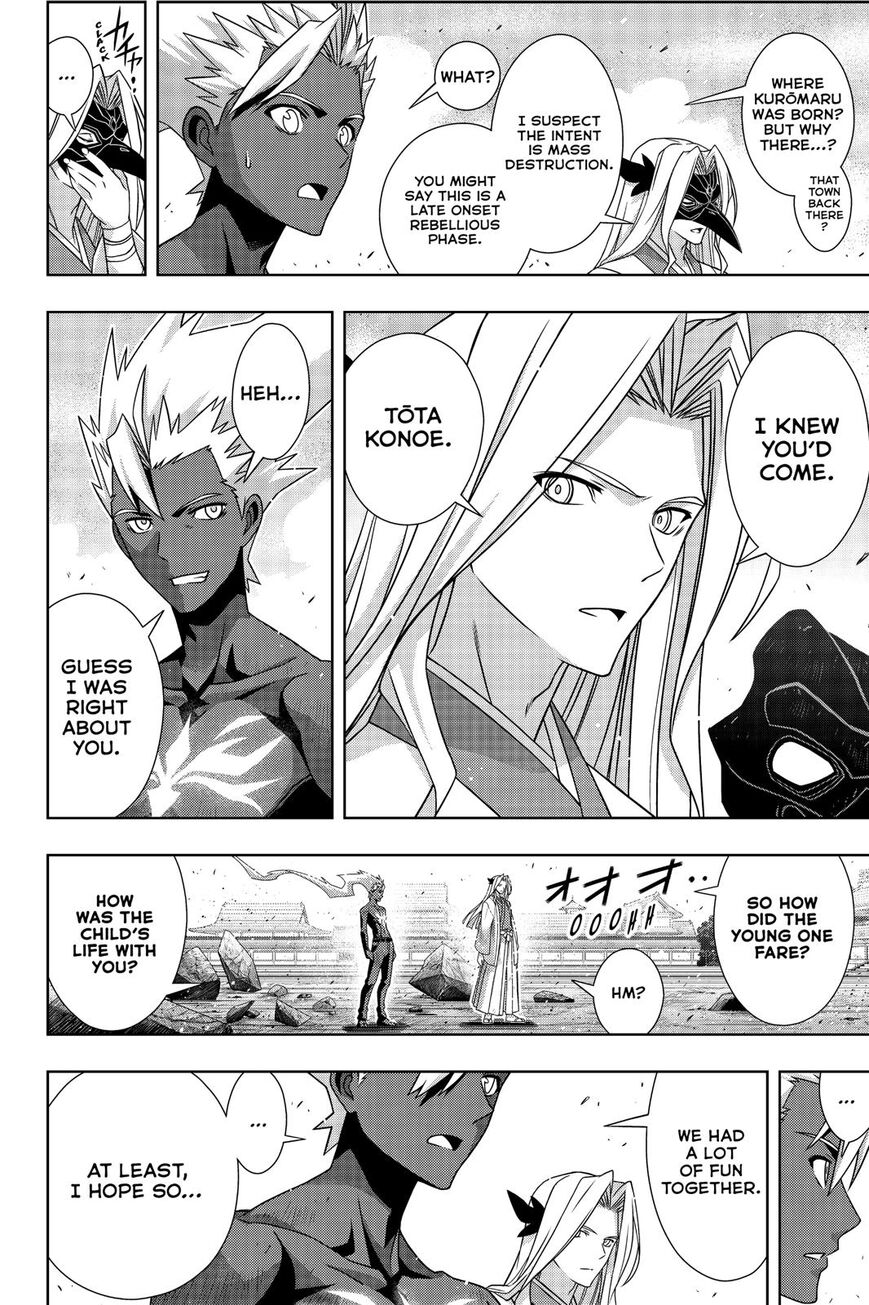 WHERE
KURŌMARU
WAS BORN?
BUT WHY
THERE...?
THAT
TOWN
BACK
THERE
?
I SUSPECT
THE INTENT
IS MASS
DESTRUCTION.
YOU MIGHT
SAY THIS IS A
LATE ONSET
REBELLIOUS
PHASE.
WHAT?
カチャ!
CLACK
...
I KNEW
YOU'D
COME.
TŌTA
KONOE.
HEH...
GUESS
I WAS
RIGHT
ABOUT
YOU.
SO HOW
DID THE
YOUNG ONE
FARE?
HM?
オオオ..
OOOHH
HOW
WAS THE
CHILD'S
LIFE WITH
YOU?
...
WE HAD
A LOT
OF FUN
TOGETHER.
...
AT LEAST,
I HOPE SO...